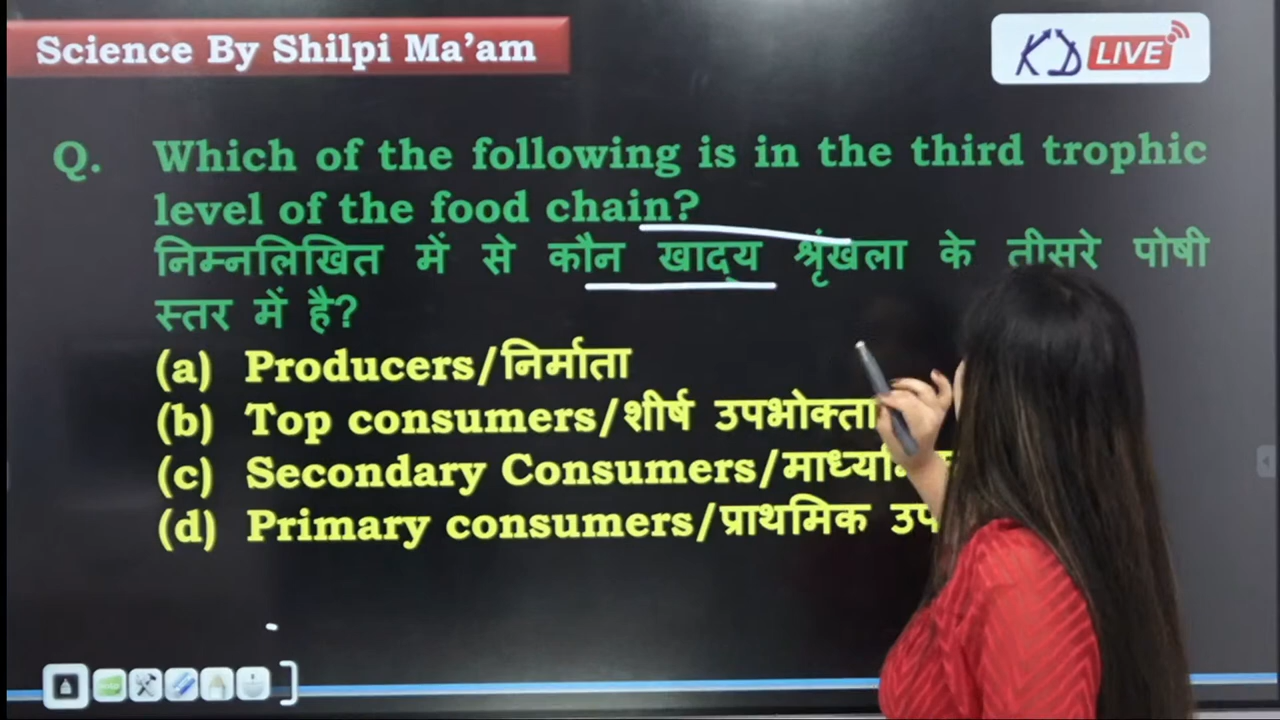 Science By Shilpi Ma’am
KD LIVE
Q. Which of the following is in the third trophic
level of the food chain?
निम्नलिखित में से कौन खाद्य श्रृंखला के तीसरे पोषी
स्तर में है?
(a) Producers/निर्माता
(b) Top consumers/शीर्ष उपभोक्ता
(c) Secondary Consumers/
(d) Primary consumers/प्राथमिक